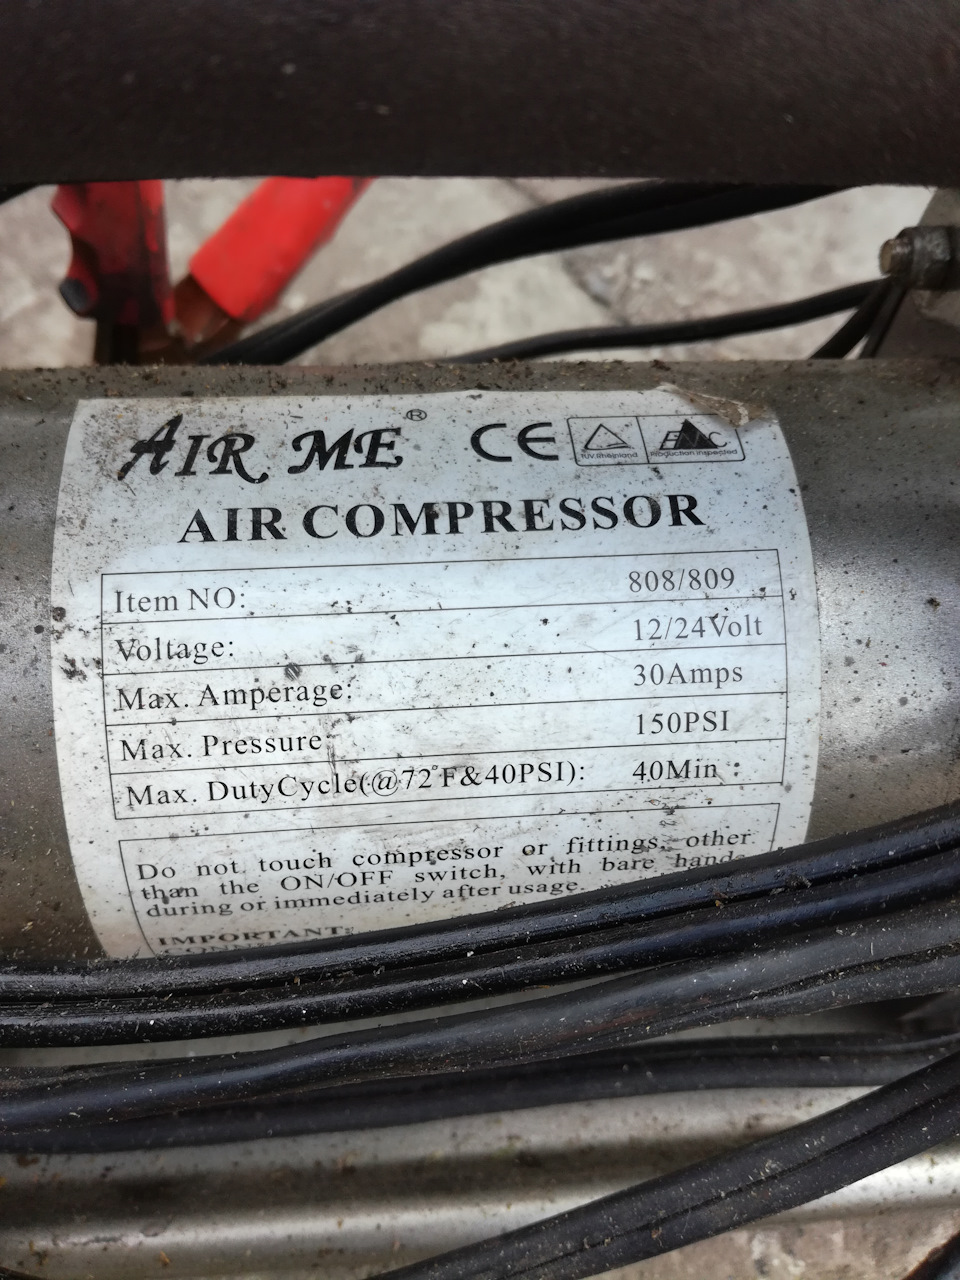 AIR ME®
CE TÜV Rheinland EMC Production inspected
AIR COMPRESSOR
Item NO: 808/809
Voltage: 12/24Volt
Max. Amperage: 30Amps
Max. Pressure: 150PSI
Max. DutyCycle(@72°F&40PSI): 40Min
Do not touch compressor or fittings, other
than the ON/OFF switch, with bare hands
during or immediately after usage.
IMPORTANT: